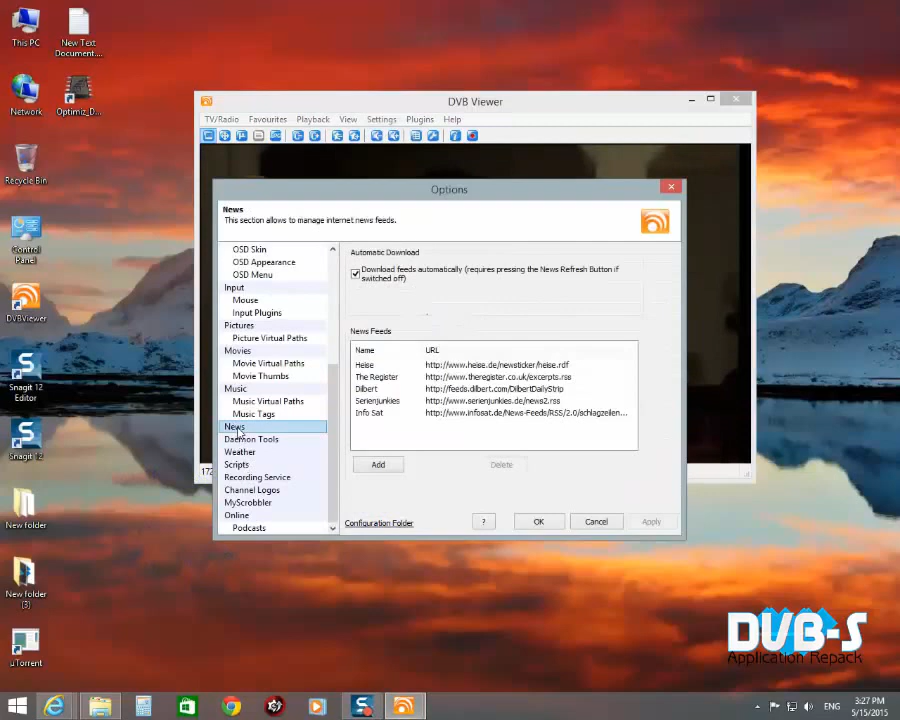 This PC
New Text
Document....
Network
Optimiz_D...
Recycle Bin
Control
Panel
DVBViewer
Snagit 12
Editor
Snagit 12
New folder
New folder
(3)
uTorrent
DVB Viewer
TV/Radio Favourites Playback View Settings Plugins Help
Options
News
This section allows to manage internet news feeds.
OSD Skin
OSD Appearance
OSD Menu
Input
Mouse
Input Plugins
Pictures
Picture Virtual Paths
Movies
Movie Virtual Paths
Movie Thumbs
Music
Music Virtual Paths
Music Tags
News
Daemon Tools
Weather
Scripts
Recording Service
Channel Logos
MyScrobbler
Online
Podcasts
Automatic Download
Download feeds automatically (requires pressing the News Refresh Button if
switched off)
News Feeds
Name URL
Heise http://www.heise.de/newsticker/heise.rdf
The Register http://www.theregister.co.uk/excerpts.rss
Dilbert http://feeds.dilbert.com/DilbertDailyStrip
Serienjunkies http://www.serienjunkies.de/news2.rss
Info Sat http://www.infosat.de/News-Feeds/RSS/2.0/schlagzeilen...
Add Delete
Configuration Folder ? OK Cancel Apply
172
DVB-S
Application Repack
ENG
3:27 PM
5/15/2015